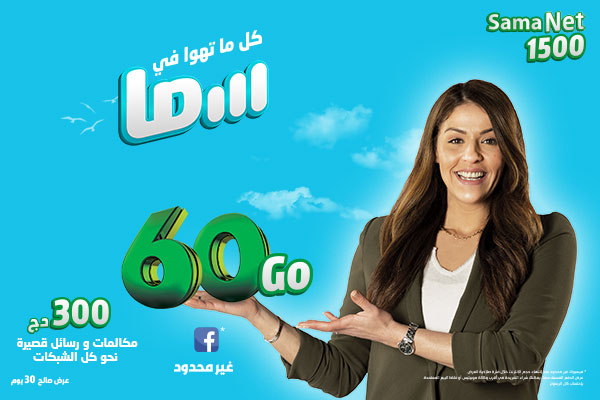 Sama Net
1500
كل ما تهوا في
سما
60 Go
300 دج
مكالمات و رسائل قصيرة
نحو كل الشبكات
*
غير محدود
عرض صالح 30 يوم